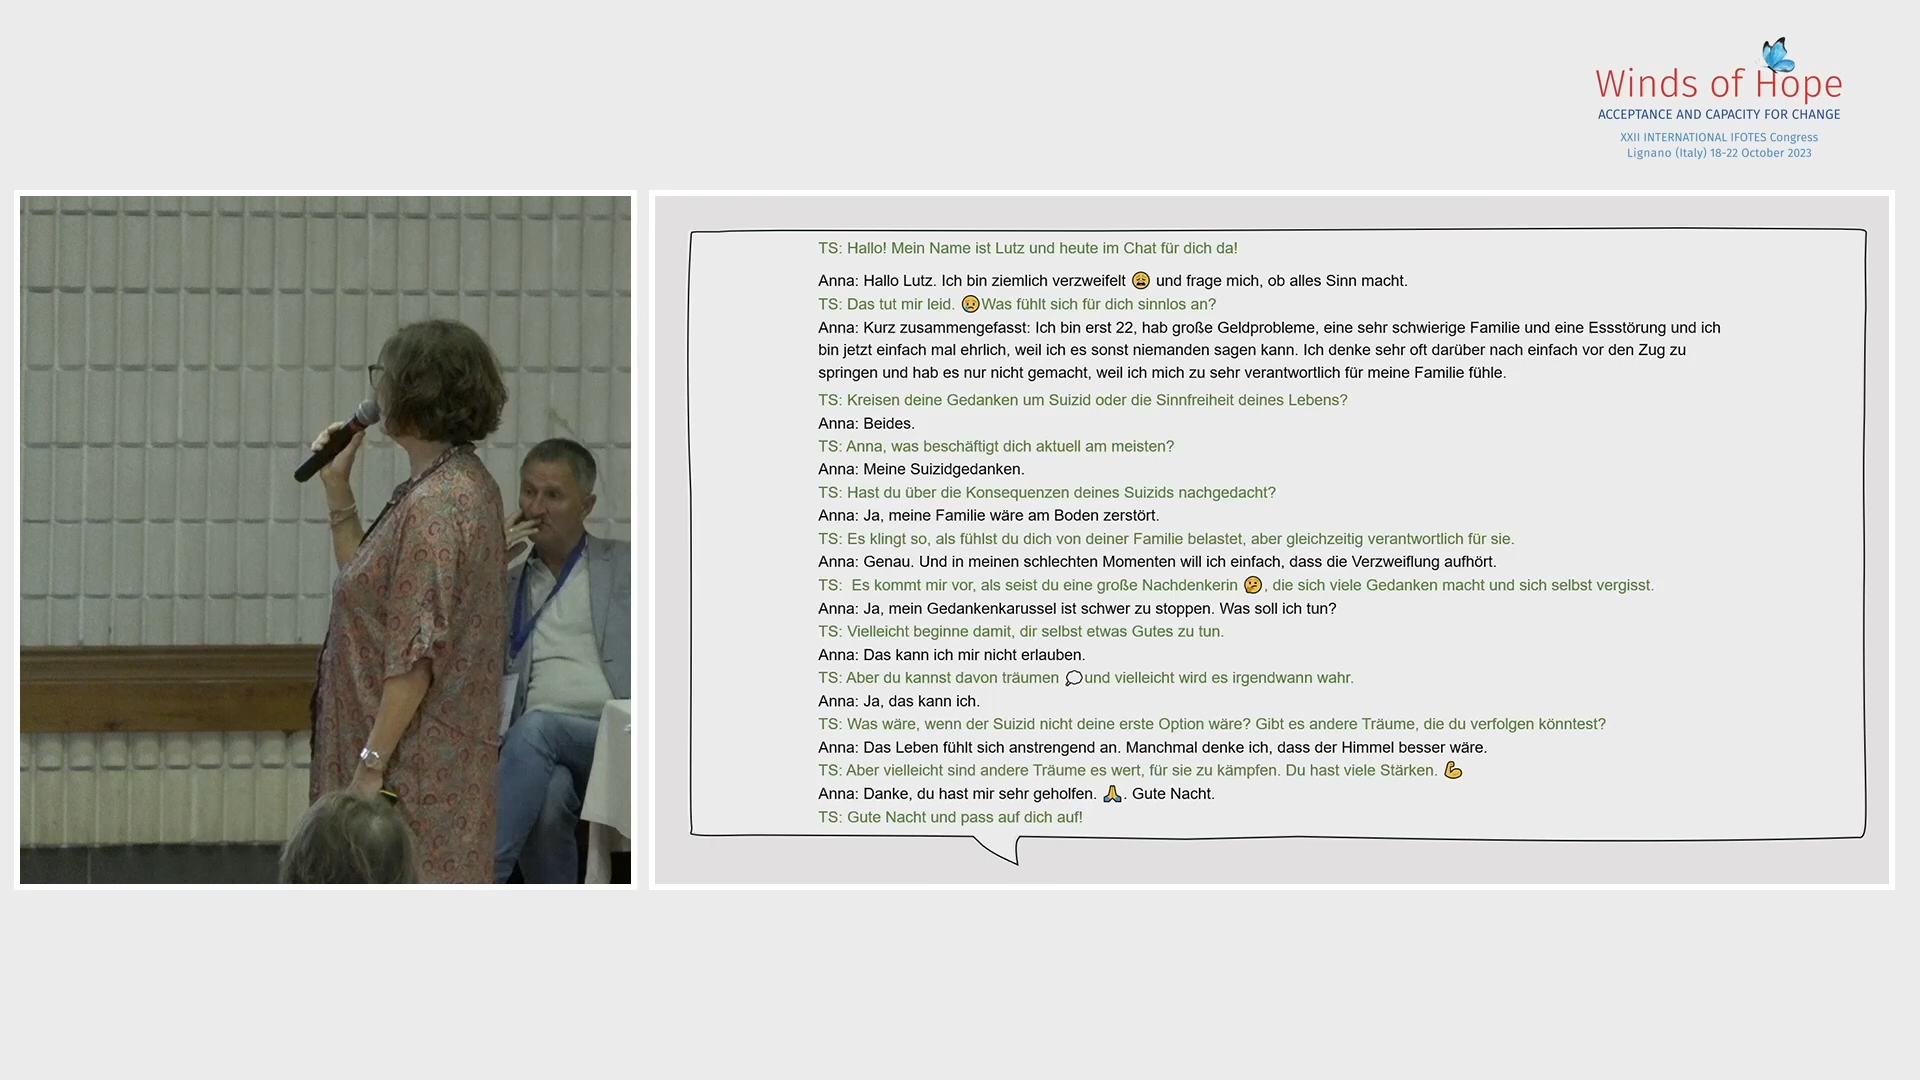 Winds of Hope
ACCEPTANCE AND CAPACITY FOR CHANGE
XXII INTERNATIONAL IFOTES Congress
Lignano (Italy) 18-22 October 2023
TS: Hallo! Mein Name ist Lutz und heute im Chat für dich da!
Anna: Hallo Lutz. Ich bin ziemlich verzweifelt 😩 und frage mich, ob alles Sinn macht.
TS: Das tut mir leid. 😢Was fühlt sich für dich sinnlos an?
Anna: Kurz zusammengefasst: Ich bin erst 22, hab große Geldprobleme, eine sehr schwierige Familie und eine Essstörung und ich
bin jetzt einfach mal ehrlich, weil ich es sonst niemanden sagen kann. Ich denke sehr oft darüber nach einfach vor den Zug zu
springen und hab es nur nicht gemacht, weil ich mich zu sehr verantwortlich für meine Familie fühle.
TS: Kreisen deine Gedanken um Suizid oder die Sinnfreiheit deines Lebens?
Anna: Beides.
TS: Anna, was beschäftigt dich aktuell am meisten?
Anna: Meine Suizidgedanken.
TS: Hast du über die Konsequenzen deines Suizids nachgedacht?
Anna: Ja, meine Familie wäre am Boden zerstört.
TS: Es klingt so, als fühlst du dich von deiner Familie belastet, aber gleichzeitig verantwortlich für sie.
Anna: Genau. Und in meinen schlechten Momenten will ich einfach, dass die Verzweiflung aufhört.
TS: Es kommt mir vor, als seist du eine große Nachdenkerin 🤔, die sich viele Gedanken macht und sich selbst vergisst.
Anna: Ja, mein Gedankenkarussel ist schwer zu stoppen. Was soll ich tun?
TS: Vielleicht beginne damit, dir selbst etwas Gutes zu tun.
Anna: Das kann ich mir nicht erlauben.
TS: Aber du kannst davon träumen 💭und vielleicht wird es irgendwann wahr.
Anna: Ja, das kann ich.
TS: Was wäre, wenn der Suizid nicht deine erste Option wäre? Gibt es andere Träume, die du verfolgen könntest?
Anna: Das Leben fühlt sich anstrengend an. Manchmal denke ich, dass der Himmel besser wäre.
TS: Aber vielleicht sind andere Träume es wert, für sie zu kämpfen. Du hast viele Stärken. 💪
Anna: Danke, du hast mir sehr geholfen. 🙏. Gute Nacht.
TS: Gute Nacht und pass auf dich auf!